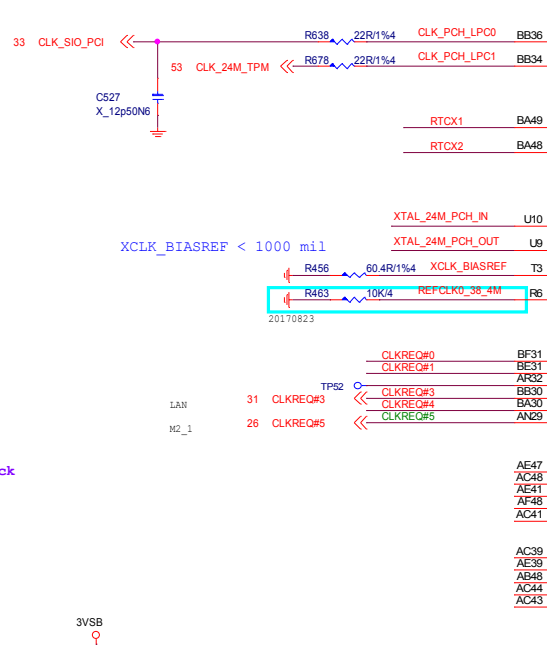 33 CLK_SIO_PCI R638 22R/1%4 CLK_PCH_LPC0 BB36
53 CLK_24M_TPM R678 22R/1%4 CLK_PCH_LPC1 BB34
C527
X_12p50N6
RTCX1 BA49
RTCX2 BA48
XTAL_24M_PCH_IN U10
XTAL_24M_PCH_OUT U9
XCLK_BIASREF < 1000 mil
R456 60.4R/1%4 XCLK_BIASREF T3
R463 10K/4 REFCLK0_38_4M R6
20170823
CLKREQ#0 BF31
CLKREQ#1 BE31
TP52 AR32
31 CLKREQ#3 CLKREQ#3 BB30
LAN CLKREQ#4 BA30
26 CLKREQ#5 CLKREQ#5 AN29
M2_1
ck
AE47
AC48
AE41
AF48
AC41
AC39
AE39
AB48
AC44
AC43
3VSB